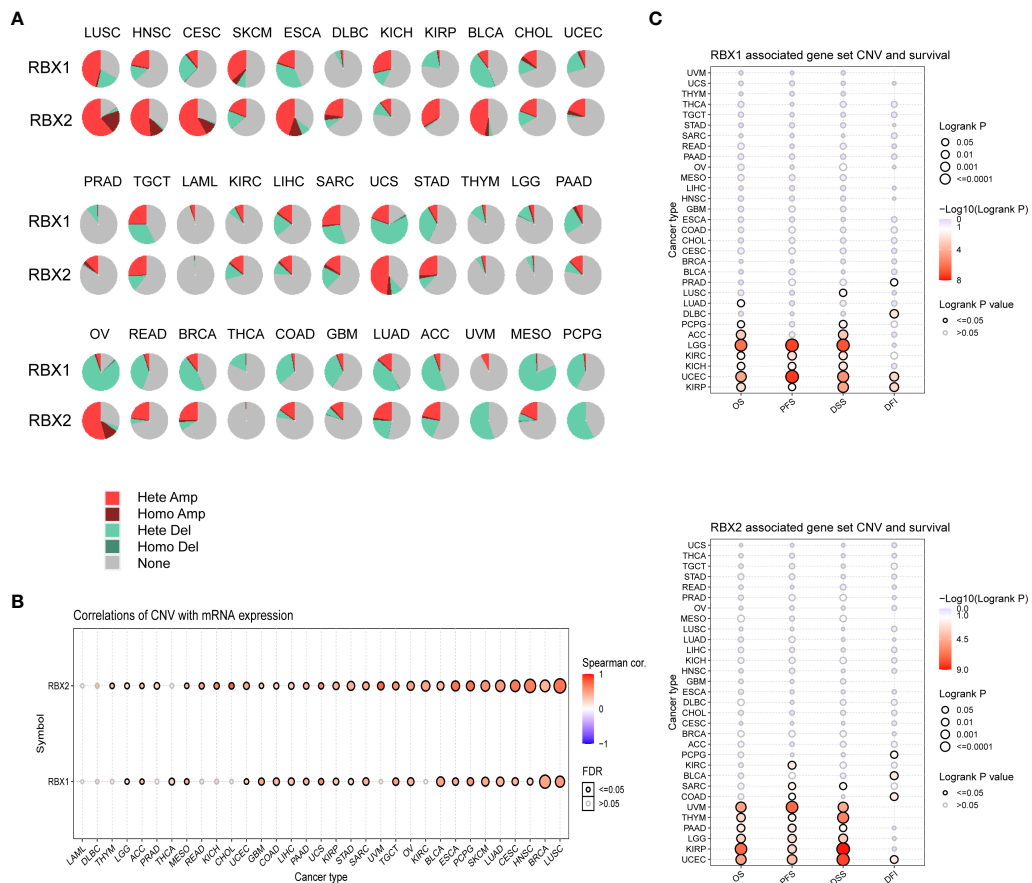 A
LUSC HNSC CESC SKCM ESCA DLBC KICH KIRP BLCA CHOL UCEC
RBX1
RBX2
PRAD TGCT LAML KIRC LIHC SARC UCS STAD THYM LGG PAAD
RBX1
RBX2
OV READ BRCA THCA COAD GBM LUAD ACC UVM MESO PCPG
RBX1
RBX2
Hete Amp
Homo Amp
Hete Del
Homo Del
None
B
Correlations of CNV with mRNA expression
Symbol
RBX2
RBX1
LAML DLBC THYM LGG ACC PRAD THCA MESO READ KICH CHOL UCEC GBM COAD LIHC PAAD UCS KIRP STAD SARC UVM TGCT OV KIRC BLCA ESCA PCPG SKCM LUAD CESC HNSC BRCA LUSC
Cancer type
Spearman cor.
1
0
−1
FDR
<=0.05
>0.05
C
RBX1 associated gene set CNV and survival
Cancer type
UVM
UCS
THYM
THCA
TGCT
STAD
SARC
READ
PAAD
OV
MESO
LIHC
HNSC
GBM
ESCA
COAD
CHOL
CESC
BRCA
BLCA
PRAD
LUSC
LUAD
DLBC
PCPG
ACC
LGG
KIRC
KICH
UCEC
KIRP
OS PFS DSS DFI
Logrank P
0.05
0.01
0.001
<=0.0001
−Log10(Logrank P)
0
1
4
8
Logrank P value
<=0.05
>0.05
RBX2 associated gene set CNV and survival
Cancer type
UCS
THCA
TGCT
STAD
READ
PRAD
OV
MESO
LUSC
LUAD
LIHC
KICH
HNSC
GBM
ESCA
DLBC
CHOL
CESC
BRCA
ACC
PCPG
KIRC
BLCA
SARC
COAD
UVM
THYM
PAAD
LGG
KIRP
UCEC
OS PFS DSS DFI
−Log10(Logrank P)
0.0
1.0
4.5
9.0
Logrank P
0.05
0.01
0.001
<=0.0001
Logrank P value
<=0.05
>0.05